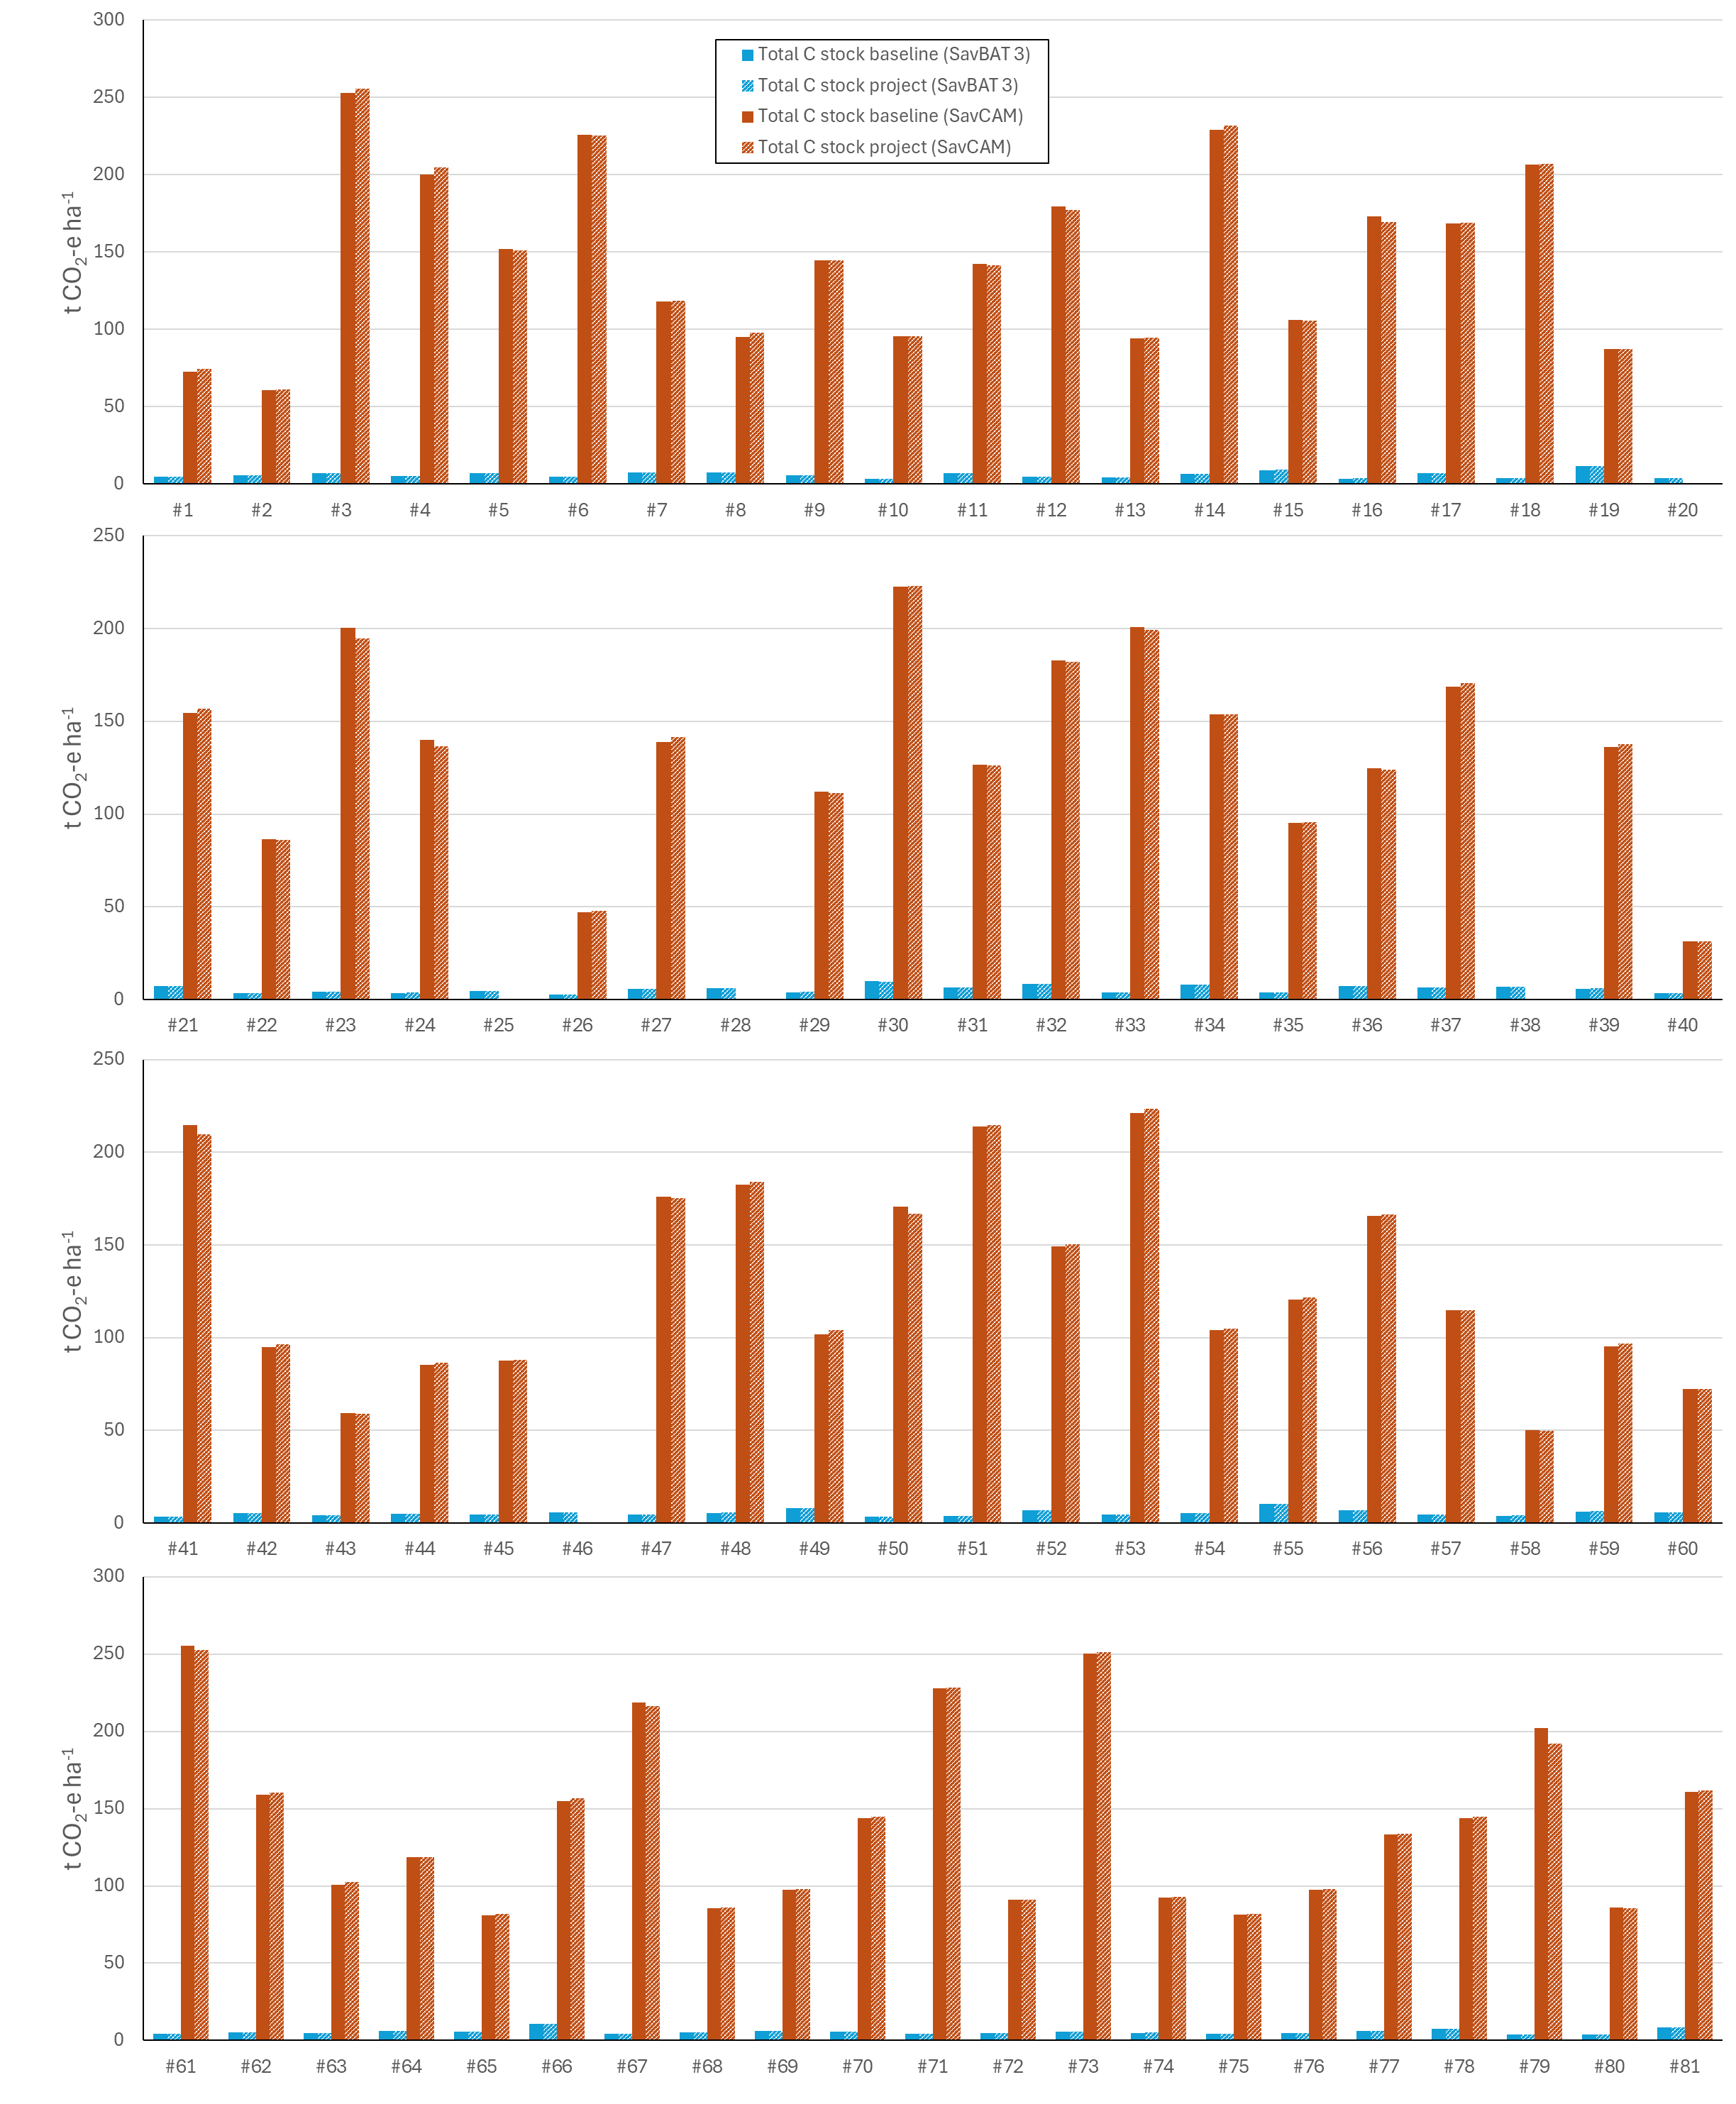 300
250
200
150
100
50
0
t CO₂-e ha⁻¹
Total C stock baseline (SavBAT 3)
Total C stock project (SavBAT 3)
Total C stock baseline (SavCAM)
Total C stock project (SavCAM)
#1 #2 #3 #4 #5 #6 #7 #8 #9 #10 #11 #12 #13 #14 #15 #16 #17 #18 #19 #20
250
200
150
100
50
0
t CO₂-e ha⁻¹
#21 #22 #23 #24 #25 #26 #27 #28 #29 #30 #31 #32 #33 #34 #35 #36 #37 #38 #39 #40
250
200
150
100
50
0
t CO₂-e ha⁻¹
#41 #42 #43 #44 #45 #46 #47 #48 #49 #50 #51 #52 #53 #54 #55 #56 #57 #58 #59 #60
300
250
200
150
100
50
0
t CO₂-e ha⁻¹
#61 #62 #63 #64 #65 #66 #67 #68 #69 #70 #71 #72 #73 #74 #75 #76 #77 #78 #79 #80 #81